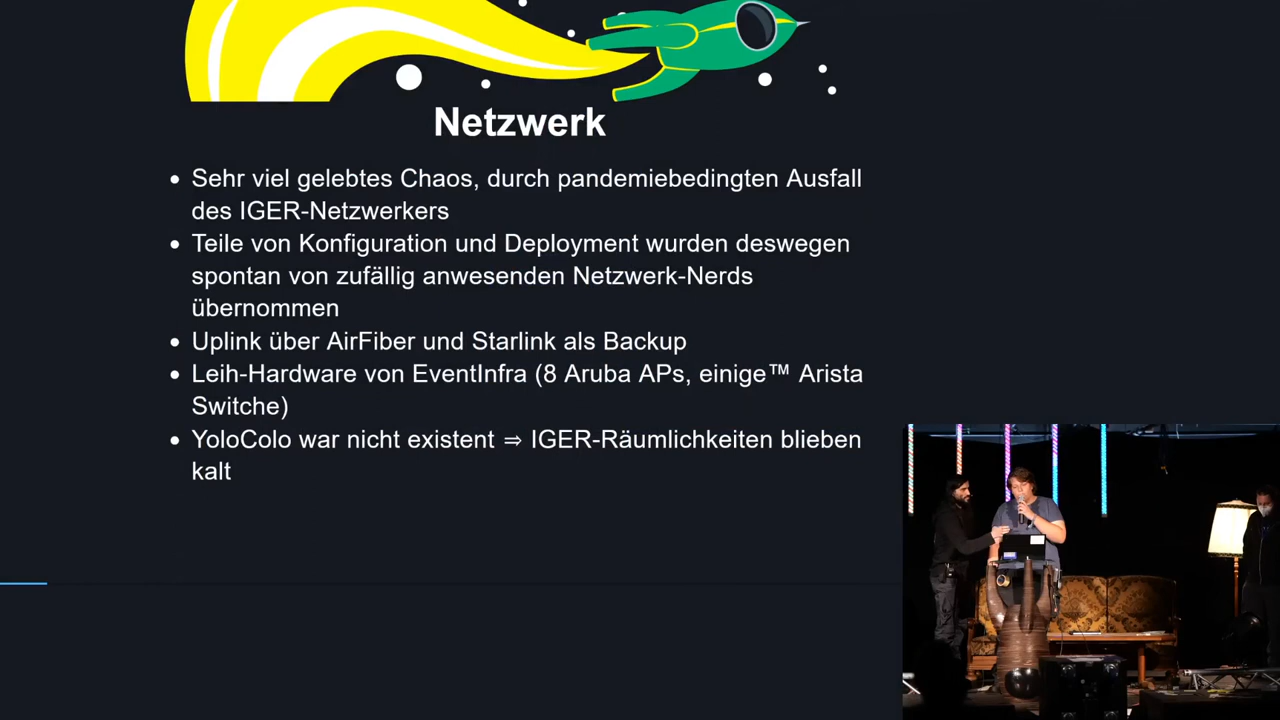 Netzwerk
Sehr viel gelebtes Chaos, durch pandemiebedingten Ausfall
des IGER-Netzwerkers
Teile von Konfiguration und Deployment wurden deswegen
spontan von zufällig anwesenden Netzwerk-Nerds
übernommen
Uplink über AirFiber und Starlink als Backup
Leih-Hardware von EventInfra (8 Aruba APs, einige™ Arista
Switche)
YoloColo war nicht existent ⇒ IGER-Räumlichkeiten blieben
kalt